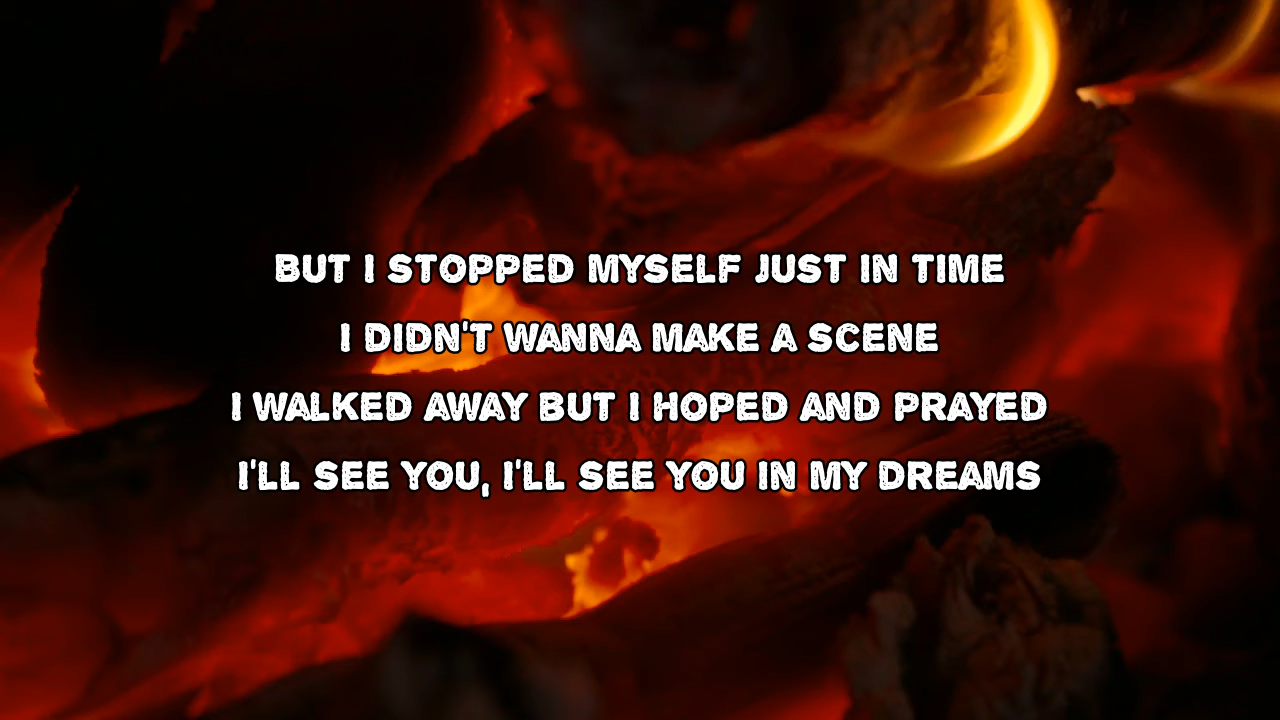 BUT I STOPPED MYSELF JUST IN TIME
I DIDN'T WANNA MAKE A SCENE
I WALKED AWAY BUT I HOPED AND PRAYED
I'LL SEE YOU, I'LL SEE YOU IN MY DREAMS